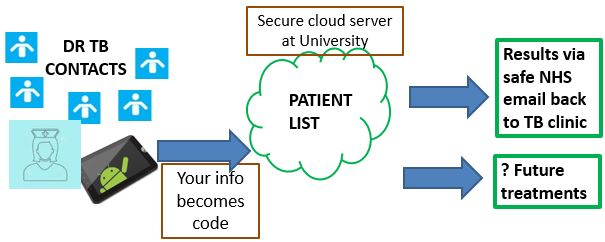 DR TB
CONTACTS
Secure cloud server
at University
PATIENT
LIST
Your info
becomes
code
Results via
safe NHS
email back
to TB clinic
? Future
treatments